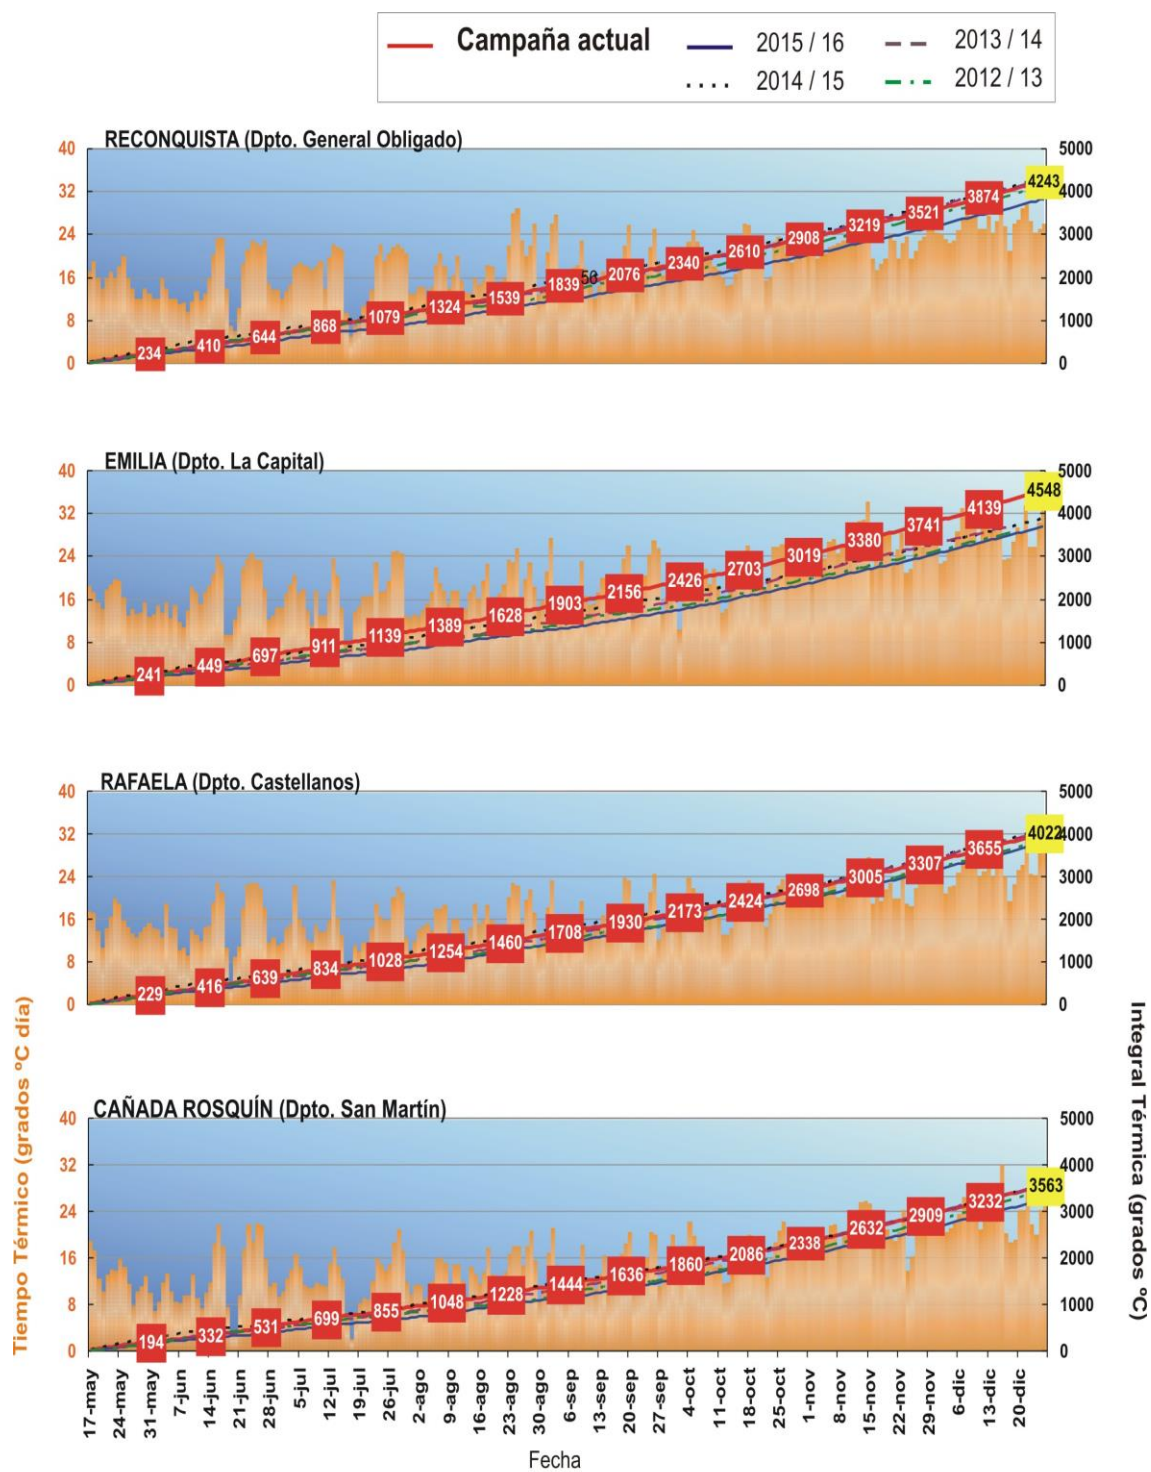 Campaña actual
2015 / 16
2013 / 14
2014 / 15
2012 / 13
RECONQUISTA (Dpto. General Obligado)
40
32
24
16
8
0
234
410
644
868
1079
1324
1539
1839
2076
2340
2610
2908
3219
3521
3874
4243
5000
4000
3000
2000
1000
0
EMILIA (Dpto. La Capital)
40
32
24
16
8
0
241
449
697
911
1139
1389
1628
1903
2156
2426
2703
3019
3380
3741
4139
4548
5000
4000
3000
2000
1000
0
RAFAELA (Dpto. Castellanos)
40
32
24
16
8
0
229
416
639
834
1028
1254
1460
1708
1930
2173
2424
2698
3005
3307
3655
4022
5000
4000
3000
2000
1000
0
CAÑADA ROSQUÍN (Dpto. San Martín)
40
32
24
16
8
0
194
332
531
699
855
1048
1228
1444
1636
1860
2086
2338
2632
2909
3232
3563
5000
4000
3000
2000
1000
0
Tiempo Térmico (grados ºC día)
Integral Térmica (grados ºC)
17-may
24-may
31-may
7-jun
14-jun
21-jun
28-jun
5-jul
12-jul
19-jul
26-jul
2-ago
9-ago
16-ago
23-ago
30-ago
6-sep
13-sep
20-sep
27-sep
4-oct
11-oct
18-oct
25-oct
1-nov
8-nov
15-nov
22-nov
29-nov
6-dic
13-dic
20-dic
Fecha